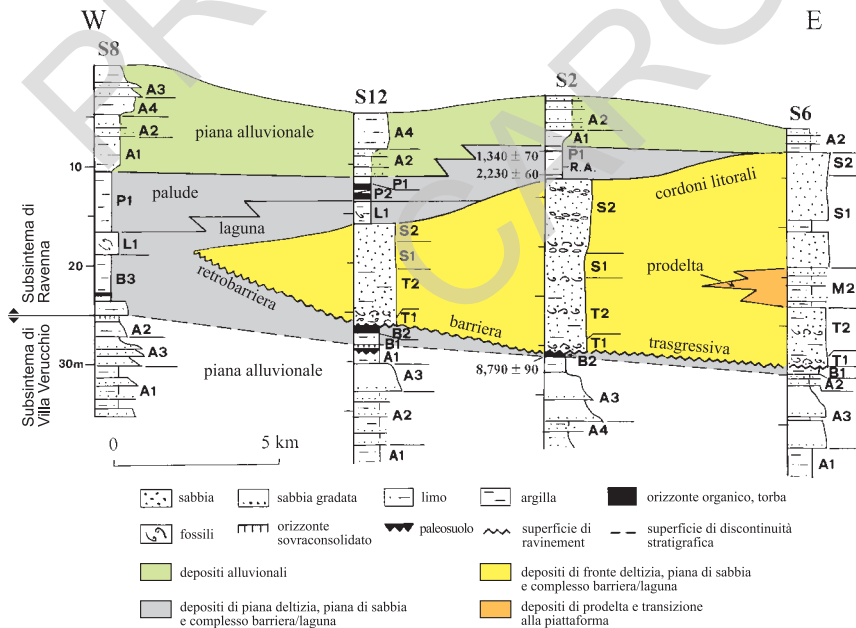 W
E
S8
S12
S2
S6
A3
A4
A2
A1
P1
L1
B3
A2
A3
A1
10
20
30m
Subsintema di
Ravenna
Subsintema di
Villa Verucchio
piana alluvionale
palude
laguna
retrobarriera
barriera
trasgressiva
cordoni litorali
prodelta
piana alluvionale
A4
A2
P1
P2
L1
S2
S1
T2
T1
B2
B1
A1
A3
A2
A1
1,340 ± 70
2,230 ± 60
8,790 ± 90
A2
A1
P1
R.A.
S2
S1
T2
T1
B2
A3
A4
A2
S2
S1
M2
T2
T1
B1
A2
A3
A1
0
5 km
sabbia
sabbia gradata
limo
argilla
orizzonte organico, torba
fossili
orizzonte
sovraconsolidato
paleosuolo
superficie di
ravinement
superficie di discontinuità
stratigrafica
depositi alluvionali
depositi di fronte deltizia, piana di sabbia
e complesso barriera/laguna
depositi di piana deltizia, piana di sabbia
e complesso barriera/laguna
depositi di prodelta e transizione
alla piattaforma